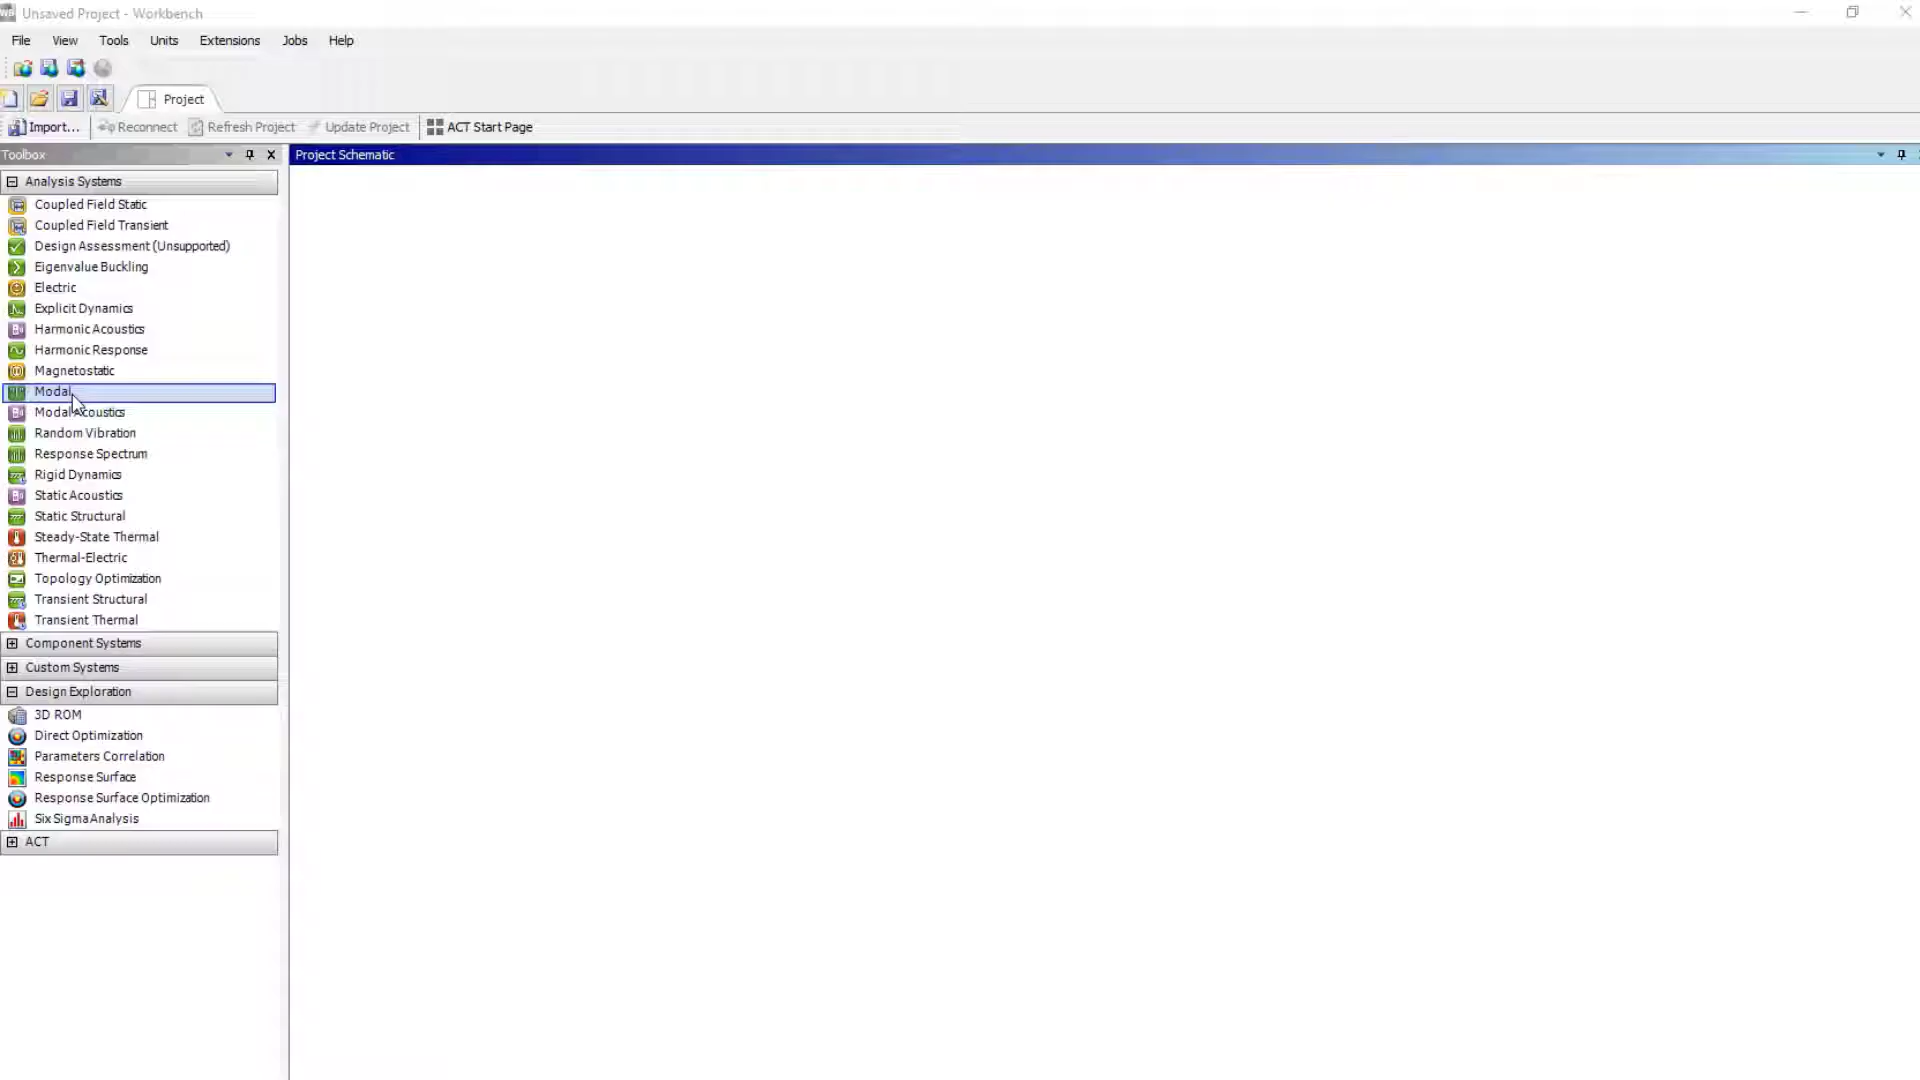 Unsaved Project - Workbench
File View Tools Units Extensions Jobs Help
Project
Import... Reconnect Refresh Project Update Project ACT Start Page
Toolbox
Project Schematic
Analysis Systems
Coupled Field Static
Coupled Field Transient
Design Assessment (Unsupported)
Eigenvalue Buckling
Electric
Explicit Dynamics
Harmonic Acoustics
Harmonic Response
Magnetostatic
Modal
Modal Acoustics
Random Vibration
Response Spectrum
Rigid Dynamics
Static Acoustics
Static Structural
Steady-State Thermal
Thermal-Electric
Topology Optimization
Transient Structural
Transient Thermal
Component Systems
Custom Systems
Design Exploration
3D ROM
Direct Optimization
Parameters Correlation
Response Surface
Response Surface Optimization
Six Sigma Analysis
ACT